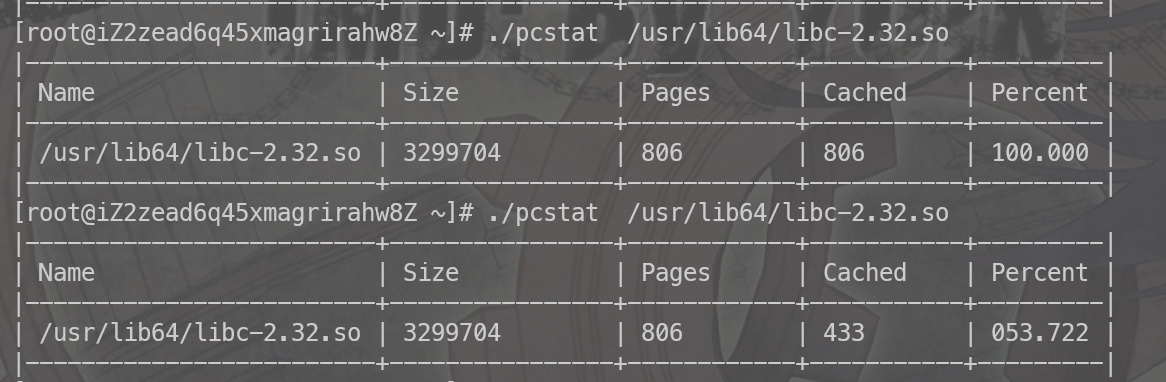 |-------------------------+----------------+-------------+-----------+---------|
[root@iZ2zead6q45xmagrirahw8Z ~]# ./pcstat  /usr/lib64/libc-2.32.so
|-------------------------+----------------+-------------+-----------+---------|
| Name                    | Size           | Pages       | Cached    | Percent |
|-------------------------+----------------+-------------+-----------+---------|
| /usr/lib64/libc-2.32.so | 3299704        | 806         | 806       | 100.000 |
|-------------------------+----------------+-------------+-----------+---------|
[root@iZ2zead6q45xmagrirahw8Z ~]# ./pcstat  /usr/lib64/libc-2.32.so
|-------------------------+----------------+-------------+-----------+---------|
| Name                    | Size           | Pages       | Cached    | Percent |
|-------------------------+----------------+-------------+-----------+---------|
| /usr/lib64/libc-2.32.so | 3299704        | 806         | 433       | 053.722 |
|-------------------------+----------------+-------------+-----------+---------|